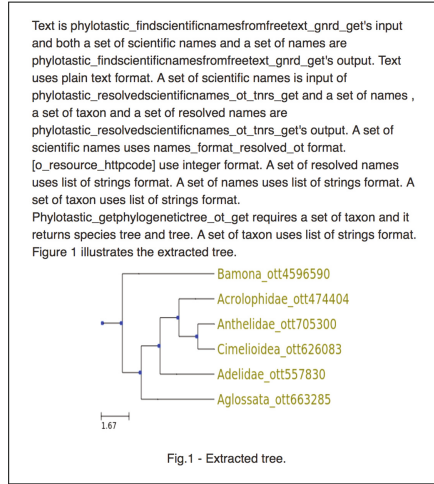 Text is phylotastic_findscientificnamesfromfreetext_gnrd_get's input
and both a set of scientific names and a set of names are
phylotastic_findscientificnamesfromfreetext_gnrd_get's output. Text
uses plain text format. A set of scientific names is input of
phylotastic_resolvedscientificnames_ot_tnrs_get and a set of names ,
a set of taxon and a set of resolved names are
phylotastic_resolvedscientificnames_ot_tnrs_get's output. A set of
scientific names uses names_format_resolved_ot format.
[o_resource_httpcode] use integer format. A set of resolved names
uses list of strings format. A set of names uses list of strings format. A
set of taxon uses list of strings format.
Phylotastic_getphylogenetictree_ot_get requires a set of taxon and it
returns species tree and tree. A set of taxon uses list of strings format.
Figure 1 illustrates the extracted tree.
Bamona_ott4596590
Acrolophidae_ott474404
Anthelidae_ott705300
Cimelioidea_ott626083
Adelidae_ott557830
Aglossata_ott663285
1.67
Fig.1 - Extracted tree.